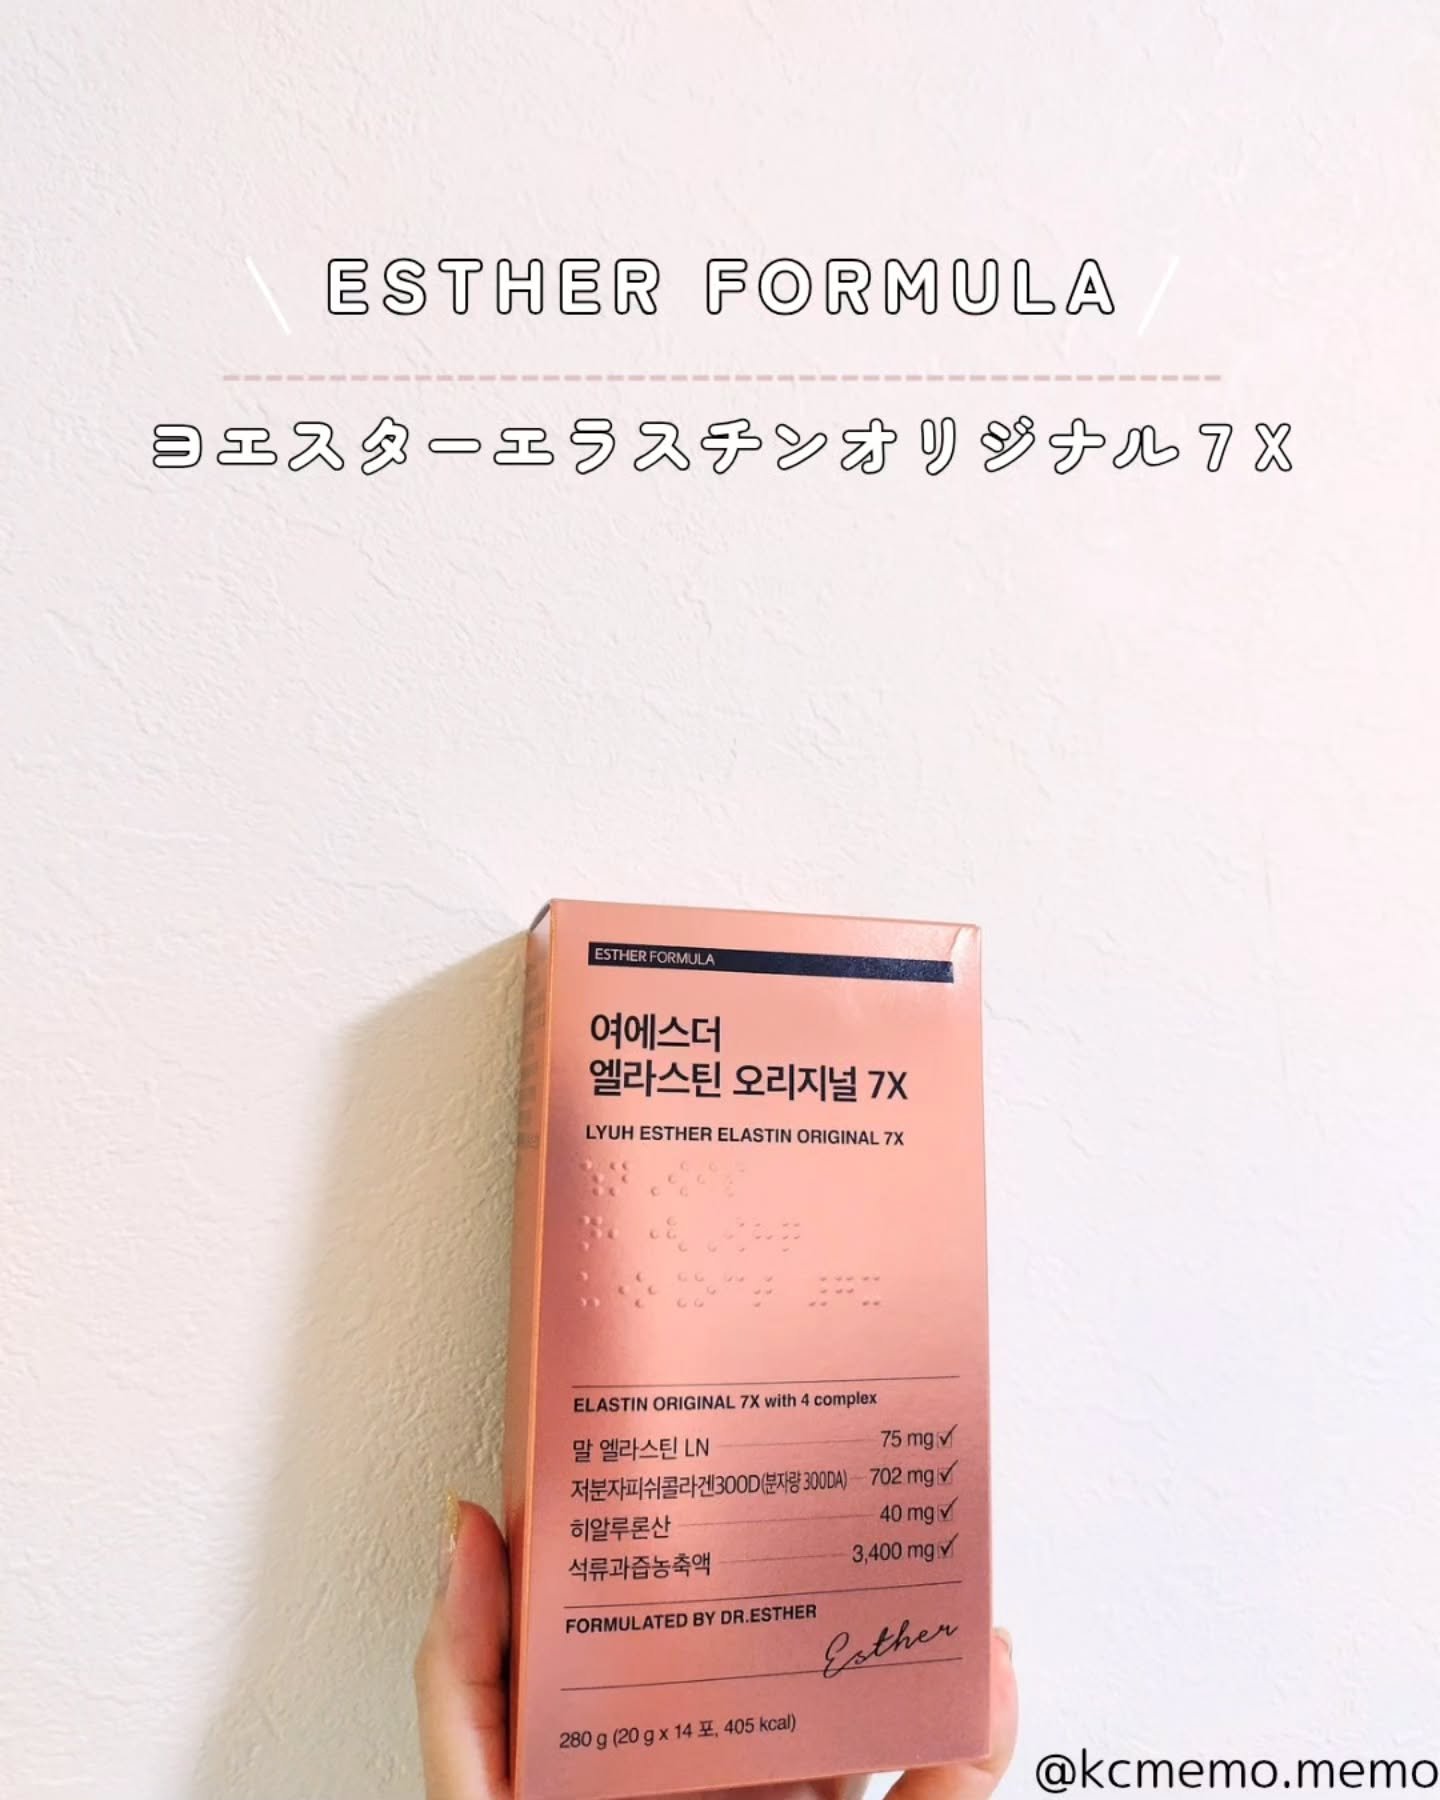 ESTHER FORMULA
ヨエスターエラスチンオリジナル7X
ESTHER FORMULA
여에스더
엘라스틴 오리지널 7X
LYUH ESTHER ELASTIN ORIGINAL 7X
ELASTIN ORIGINAL 7X with 4 complex
말 엘라스틴 LN 75 mg
저분자피쉬콜라겐300D(분자량 300DA) 702 mg
히알루론산 40 mg
석류과즙농축액 3,400 mg
FORMULATED BY DR.ESTHER
Esther
280 g (20 g x 14 포, 405 kcal)
@kcmemo.memo